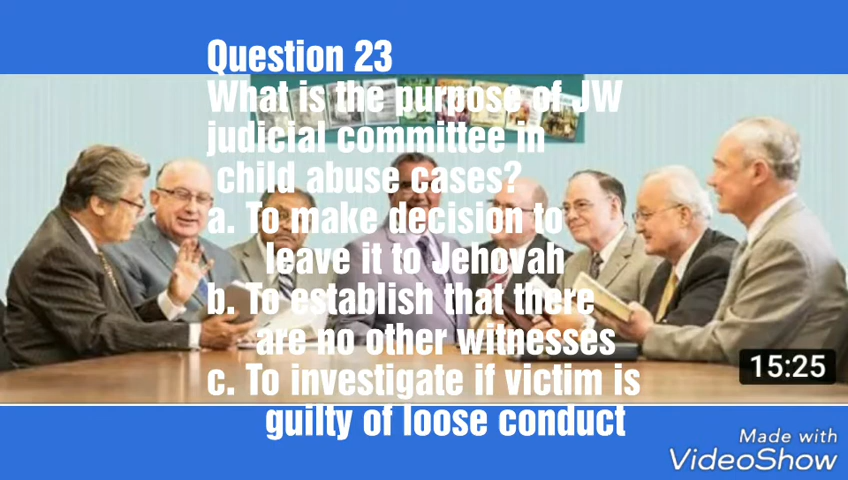 Question 23
What is the purpose of JW
judicial committee in
child abuse cases?
a. To make decision to
leave it to Jehovah
b. To establish that there
are no other witnesses
c. To investigate if victim is
guilty of loose conduct
15:25
Made with
VideoShow